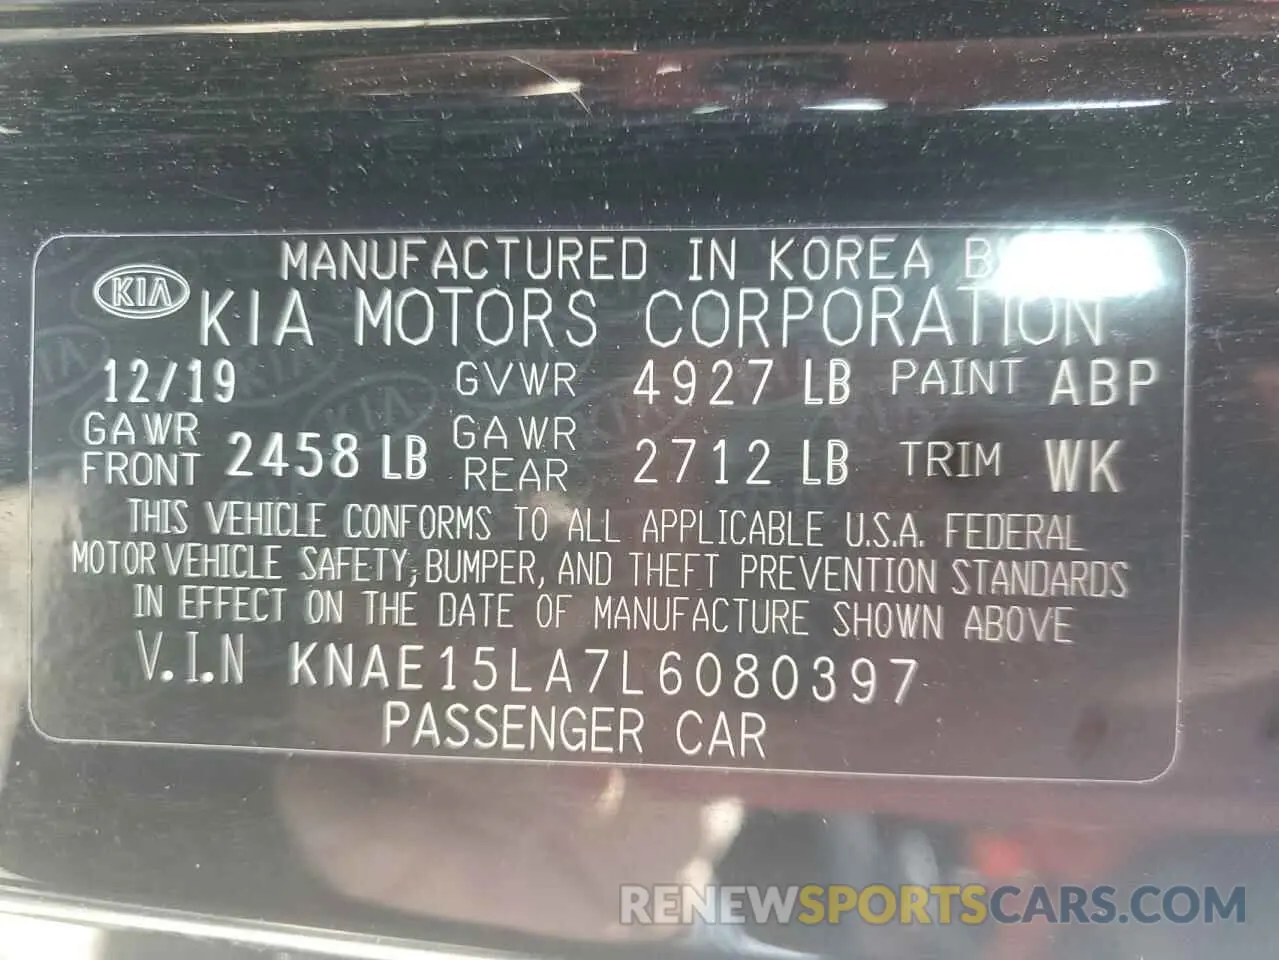 MANUFACTURED IN KOREA
KIA KIA MOTORS CORPORATION
12/19 GVWR 4927 LB PAINT ABP
GAWR FRONT 2458 LB GAWR REAR 2712 LB TRIM WK
THIS VEHICLE CONFORMS TO ALL APPLICABLE U.S.A. FEDERAL
MOTOR VEHICLE SAFETY, BUMPER, AND THEFT PREVENTION STANDARDS
IN EFFECT ON THE DATE OF MANUFACTURE SHOWN ABOVE
V.I.N KNAE15LA7L6080397
PASSENGER CAR
RENEWSPORTSCARS.COM